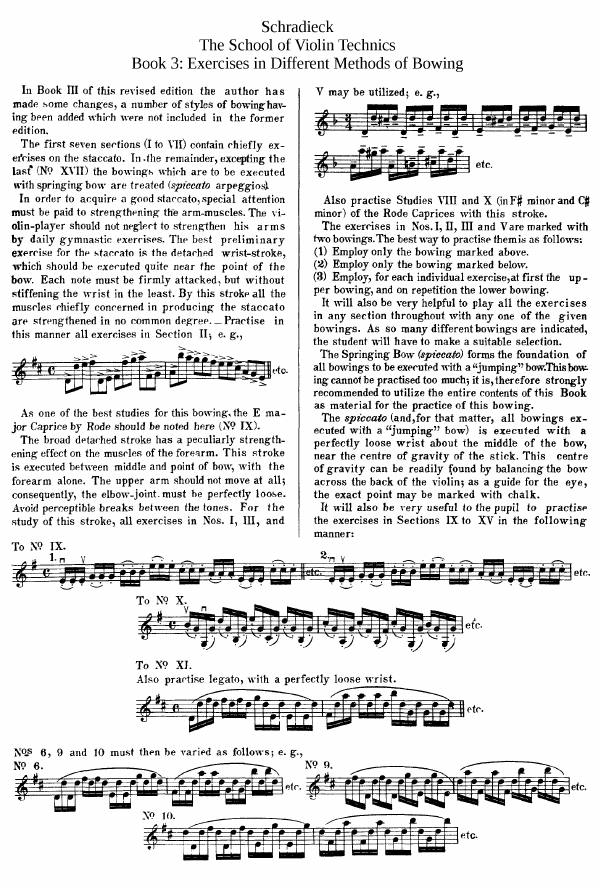 Schradieck
The School of Violin Technics
Book 3: Exercises in Different Methods of Bowing
In Book III of this revised edition the author has
made some changes, a number of styles of bowing hav-
ing been added which were not included in the former
edition.
The first seven sections (I to VII) contain chiefly ex-
ercises on the staccato. In the remainder, excepting the
last (No XVII) the bowings which are to be executed
with springing bow are treated (spiccato arpeggios).
In order to acquire a good staccato, special attention
must be paid to strengthening the arm-muscles. The vi-
olin-player should not neglect to strengthen his arms
by daily gymnastic exercises. The best preliminary
exercise for the staccato is the detached wrist-stroke,
which should be executed quite near the point of the
bow. Each note must be firmly attacked, but without
stiffening the wrist in the least. By this stroke all the
muscles chiefly concerned in producing the staccato
are strengthened in no common degree. — Practise in
this manner all exercises in Section II; e. g.,
etc.
As one of the best studies for this bowing, the E ma-
jor Caprice by Rode should be noted here (No IX).
The broad detached stroke has a peculiarly strength-
ening effect on the muscles of the forearm. This stroke
is executed between middle and point of bow, with the
forearm alone. The upper arm should not move at all;
consequently, the elbow-joint must be perfectly loose.
Avoid perceptible breaks between the tones. For the
study of this stroke, all exercises in Nos. I, III, and
V may be utilized; e. g.,
3
4
etc.
Also practise Studies VIII and X (in F♯ minor and C♯
minor) of the Rode Caprices with this stroke.
The exercises in Nos. I, II, III and V are marked with
two bowings. The best way to practise them is as follows:
(1) Employ only the bowing marked above.
(2) Employ only the bowing marked below.
(3) Employ, for each individual exercise, at first the up-
per bowing, and on repetition the lower bowing.
It will also be very helpful to play all the exercises
in any section throughout with any one of the given
bowings. As so many different bowings are indicated,
the student will have to make a suitable selection.
The Springing Bow (spiccato) forms the foundation of
all bowings to be executed with a "jumping" bow. This bow-
ing cannot be practised too much; it is, therefore strongly
recommended to utilize the entire contents of this Book
as material for the practice of this bowing.
The spiccato (and, for that matter, all bowings ex-
ecuted with a "jumping" bow) is executed with a
perfectly loose wrist about the middle of the bow,
near the centre of gravity of the stick. This centre
of gravity can be readily found by balancing the bow
across the back of the violin; as a guide for the eye,
the exact point may be marked with chalk.
It will also be very useful to the pupil to practise
the exercises in Sections IX to XV in the following
manner:
To No IX.
1.
etc.
2.
etc.
To No X.
etc.
To No XI.
Also practise legato, with a perfectly loose wrist.
etc.
Nos 6, 9 and 10 must then be varied as follows; e. g.,
No 6.
etc.
No 9.
etc.
No 10.
etc.